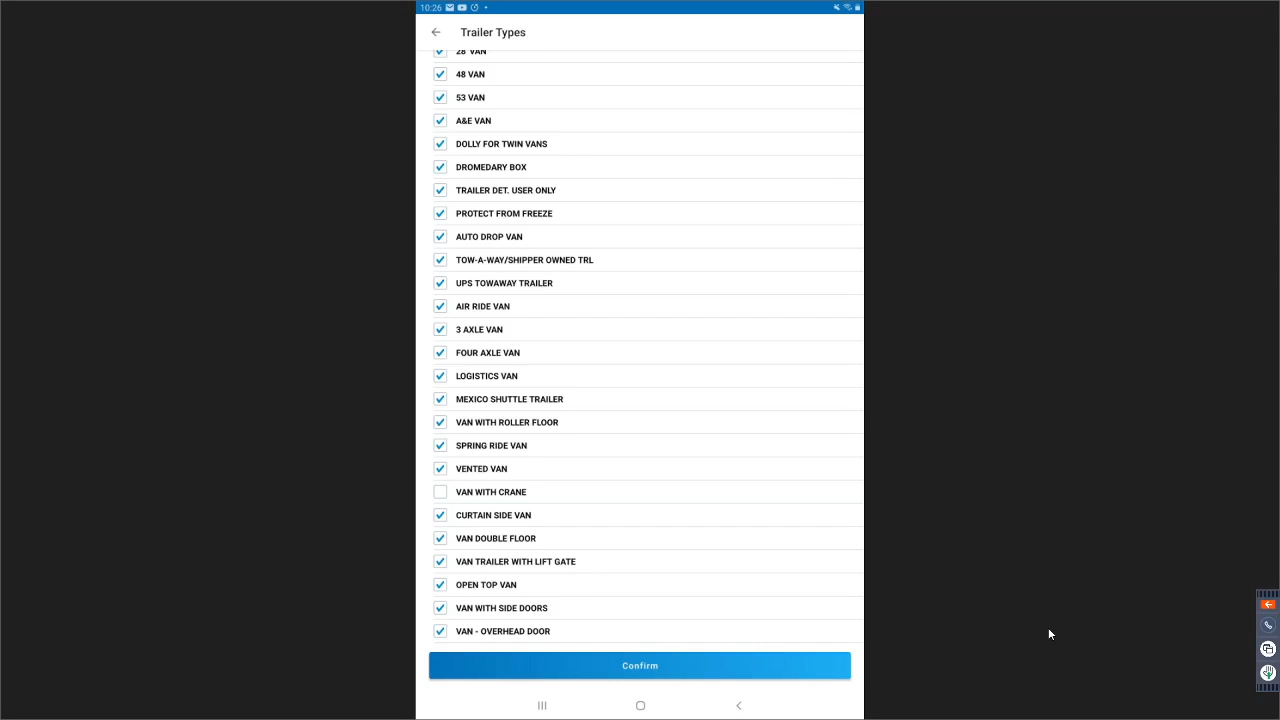 10:26
Trailer Types
28' VAN
48 VAN
53 VAN
A&E VAN
DOLLY FOR TWIN VANS
DROMEDARY BOX
TRAILER DET. USER ONLY
PROTECT FROM FREEZE
AUTO DROP VAN
TOW-A-WAY/SHIPPER OWNED TRL
UPS TOWAWAY TRAILER
AIR RIDE VAN
3 AXLE VAN
FOUR AXLE VAN
LOGISTICS VAN
MEXICO SHUTTLE TRAILER
VAN WITH ROLLER FLOOR
SPRING RIDE VAN
VENTED VAN
VAN WITH CRANE
CURTAIN SIDE VAN
VAN DOUBLE FLOOR
VAN TRAILER WITH LIFT GATE
OPEN TOP VAN
VAN WITH SIDE DOORS
VAN - OVERHEAD DOOR
Confirm